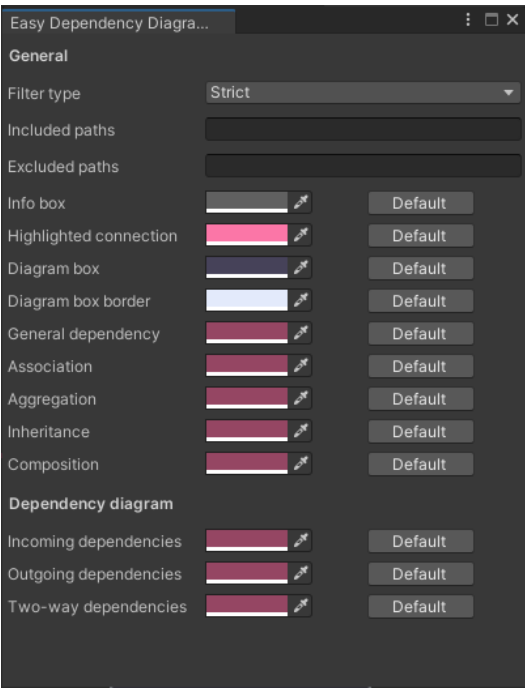 Easy Dependency Diagra...
General
Filter type Strict
Included paths
Excluded paths
Info box Default
Highlighted connection Default
Diagram box Default
Diagram box border Default
General dependency Default
Association Default
Aggregation Default
Inheritance Default
Composition Default
Dependency diagram
Incoming dependencies Default
Outgoing dependencies Default
Two-way dependencies Default